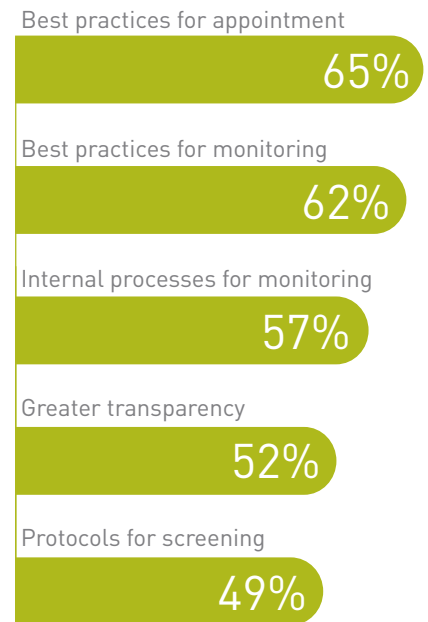 Best practices for appointment
65%
Best practices for monitoring
62%
Internal processes for monitoring
57%
Greater transparency
52%
Protocols for screening
49%